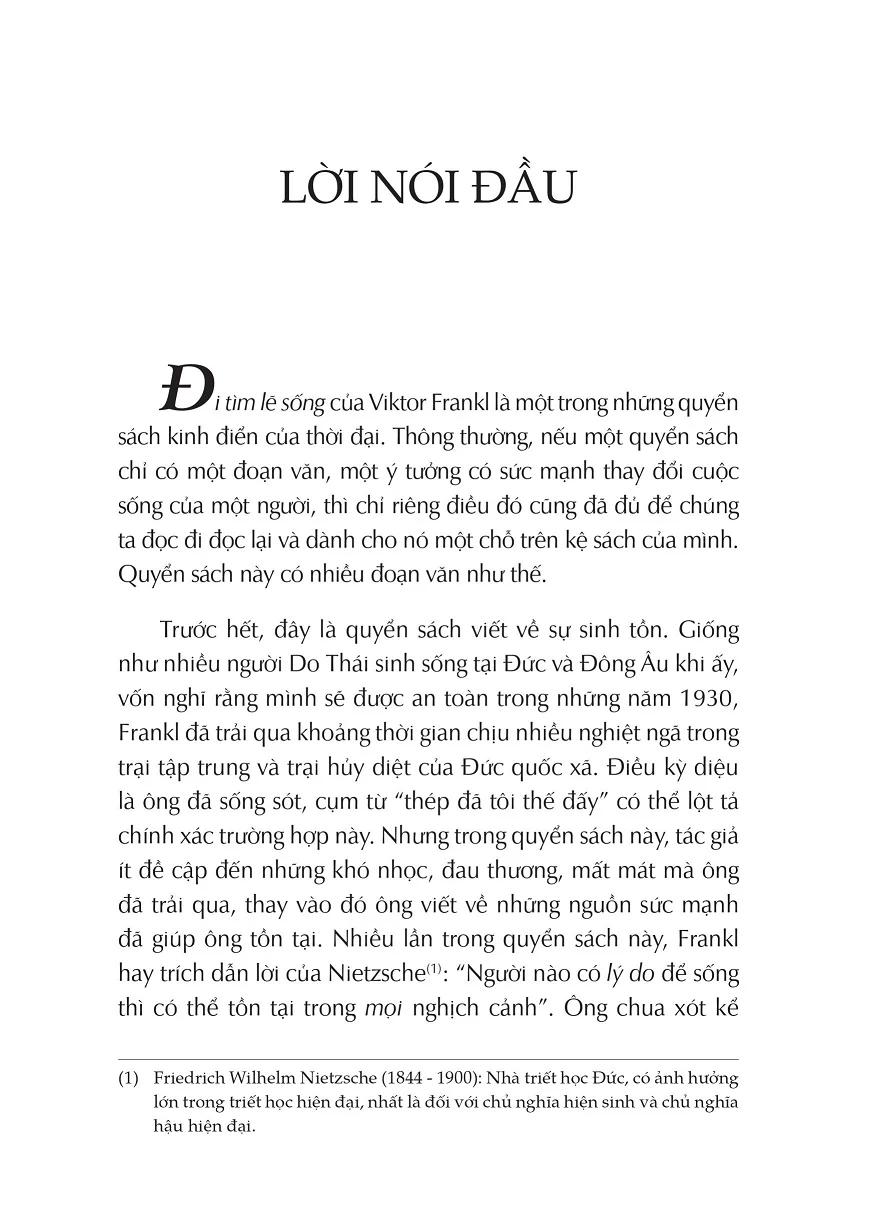 LỜI NÓI ĐẦU
Đi tìm lẽ sống của Viktor Frankl là một trong những quyển
sách kinh điển của thời đại. Thông thường, nếu một quyển sách
chỉ có một đoạn văn, một ý tưởng có sức mạnh thay đổi cuộc
sống của một người, thì chỉ riêng điều đó cũng đã đủ để chúng
ta đọc đi đọc lại và dành cho nó một chỗ trên kệ sách của mình.
Quyển sách này có nhiều đoạn văn như thế.
Trước hết, đây là quyển sách viết về sự sinh tồn. Giống
như nhiều người Do Thái sinh sống tại Đức và Đông Âu khi ấy,
vốn nghĩ rằng mình sẽ được an toàn trong những năm 1930,
Frankl đã trải qua khoảng thời gian chịu nhiều nghiệt ngã trong
trại tập trung và trại hủy diệt của Đức quốc xã. Điều kỳ diệu
là ông đã sống sót, cụm từ “thép đã tôi thế đấy” có thể lột tả
chính xác trường hợp này. Nhưng trong quyển sách này, tác giả
ít đề cập đến những khó nhọc, đau thương, mất mát mà ông
đã trải qua, thay vào đó ông viết về những nguồn sức mạnh
đã giúp ông tồn tại. Nhiều lần trong quyển sách này, Frankl
hay trích dẫn lời của Nietzsche(1): “Người nào có lý do để sống
thì có thể tồn tại trong mọi nghịch cảnh”. Ông chua xót kể
(1) Friedrich Wilhelm Nietzsche (1844 - 1900): Nhà triết học Đức, có ảnh hưởng
lớn trong triết học hiện đại, nhất là đối với chủ nghĩa hiện sinh và chủ nghĩa
hậu hiện đại.